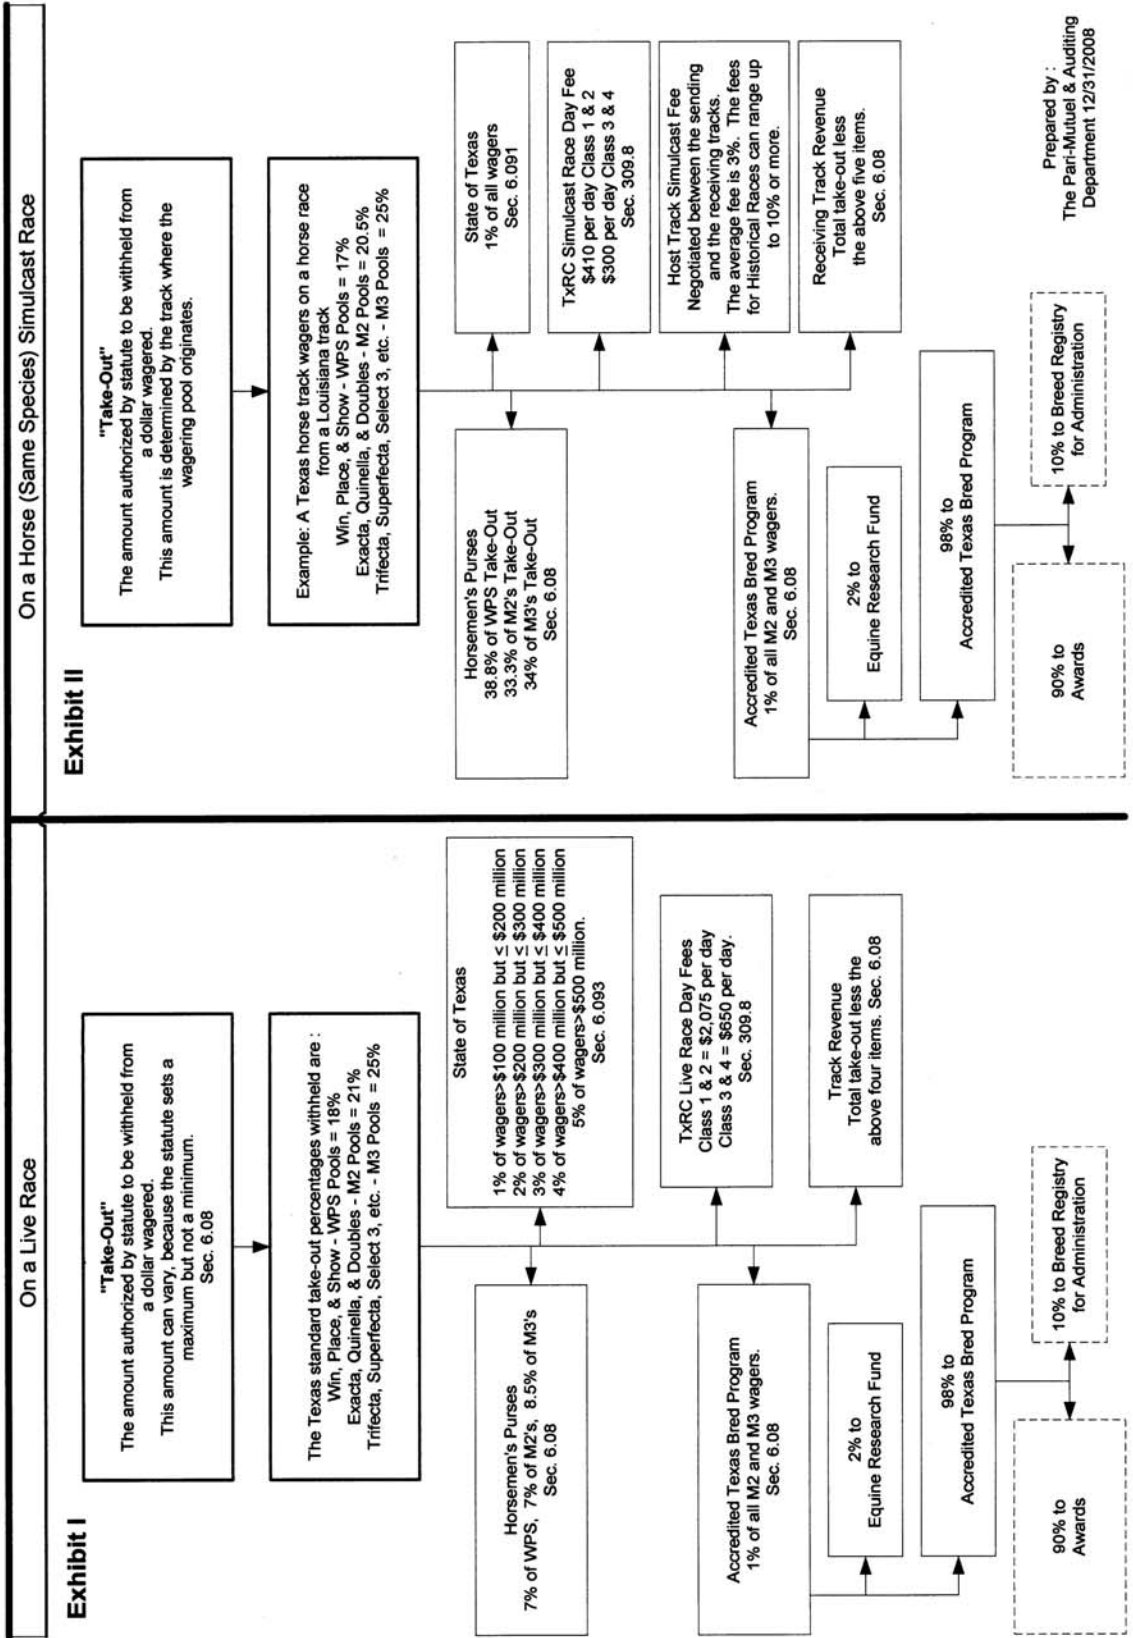 On a Live Race
Exhibit I
"Take-Out"
The amount authorized by statute to be withheld from
a dollar wagered.
This amount can vary, because the statute sets a
maximum but not a minimum.
Sec. 6.08
The Texas standard take-out percentages withheld are :
Win, Place, & Show - WPS Pools = 18%
Exacta, Quinella, & Doubles - M2 Pools = 21%
Trifecta, Superfecta, Select 3, etc. - M3 Pools = 25%
State of Texas
1% of wagers>$100 million but ≤ $200 million
2% of wagers>$200 million but ≤ $300 million
3% of wagers>$300 million but ≤ $400 million
4% of wagers>$400 million but ≤ $500 million
5% of wagers>$500 million.
Sec. 6.093
Horsemen's Purses
7% of WPS, 7% of M2's, 8.5% of M3's
Sec. 6.08
TxRC Live Race Day Fees
Class 1 & 2 = $2,075 per day
Class 3 & 4 = $650 per day.
Sec. 309.8
Accredited Texas Bred Program
1% of all M2 and M3 wagers.
Sec. 6.08
Track Revenue
Total take-out less the
above four items. Sec. 6.08
2% to
Equine Research Fund
98% to
Accredited Texas Bred Program
90% to
Awards
10% to Breed Registry
for Administration
On a Horse (Same Species) Simulcast Race
Exhibit II
"Take-Out"
The amount authorized by statute to be withheld from
a dollar wagered.
This amount is determined by the track where the
wagering pool originates.
Example: A Texas horse track wagers on a horse race
from a Louisiana track
Win, Place, & Show - WPS Pools = 17%
Exacta, Quinella, & Doubles - M2 Pools = 20.5%
Trifecta, Superfecta, Select 3, etc. - M3 Pools = 25%
State of Texas
1% of all wagers
Sec. 6.091
Horsemen's Purses
38.8% of WPS Take-Out
33.3% of M2's Take-Out
34% of M3's Take-Out
Sec. 6.08
TxRC Simulcast Race Day Fee
$410 per day Class 1 & 2
$300 per day Class 3 & 4
Sec. 309.8
Host Track Simulcast Fee
Negotiated between the sending
and the receiving tracks.
The average fee is 3%. The fees
for Historical Races can range up
to 10% or more.
Accredited Texas Bred Program
1% of all M2 and M3 wagers.
Sec. 6.08
Receiving Track Revenue
Total take-out less
the above five items.
Sec. 6.08
2% to
Equine Research Fund
98% to
Accredited Texas Bred Program
90% to
Awards
10% to Breed Registry
for Administration
Prepared by :
The Pari-Mutuel & Auditing
Department 12/31/2008